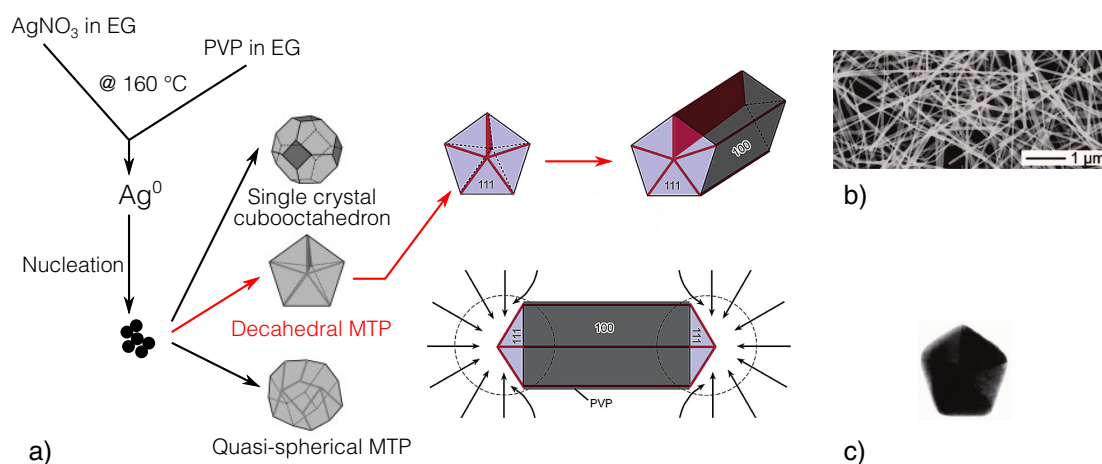 AgNO₃ in EG
PVP in EG
@ 160 °C
Ag⁰
Nucleation
Single crystal
cubooctahedron
Decahedral MTP
Quasi-spherical MTP
a)
111
111
100
111
100
111
PVP
1 µm
b)
c)